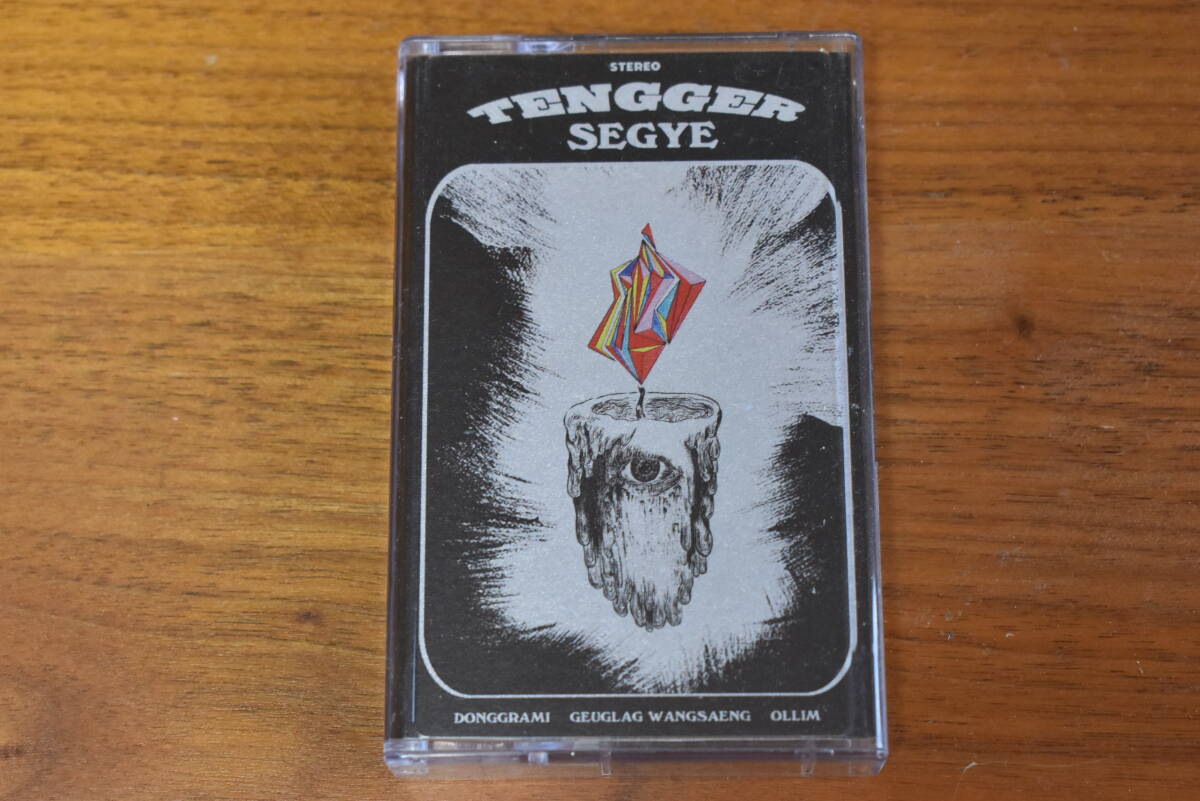 STEREO
TENGGER
SEGYE
DONGGRAMI GEUGLAG WANGSAENG OLLIM